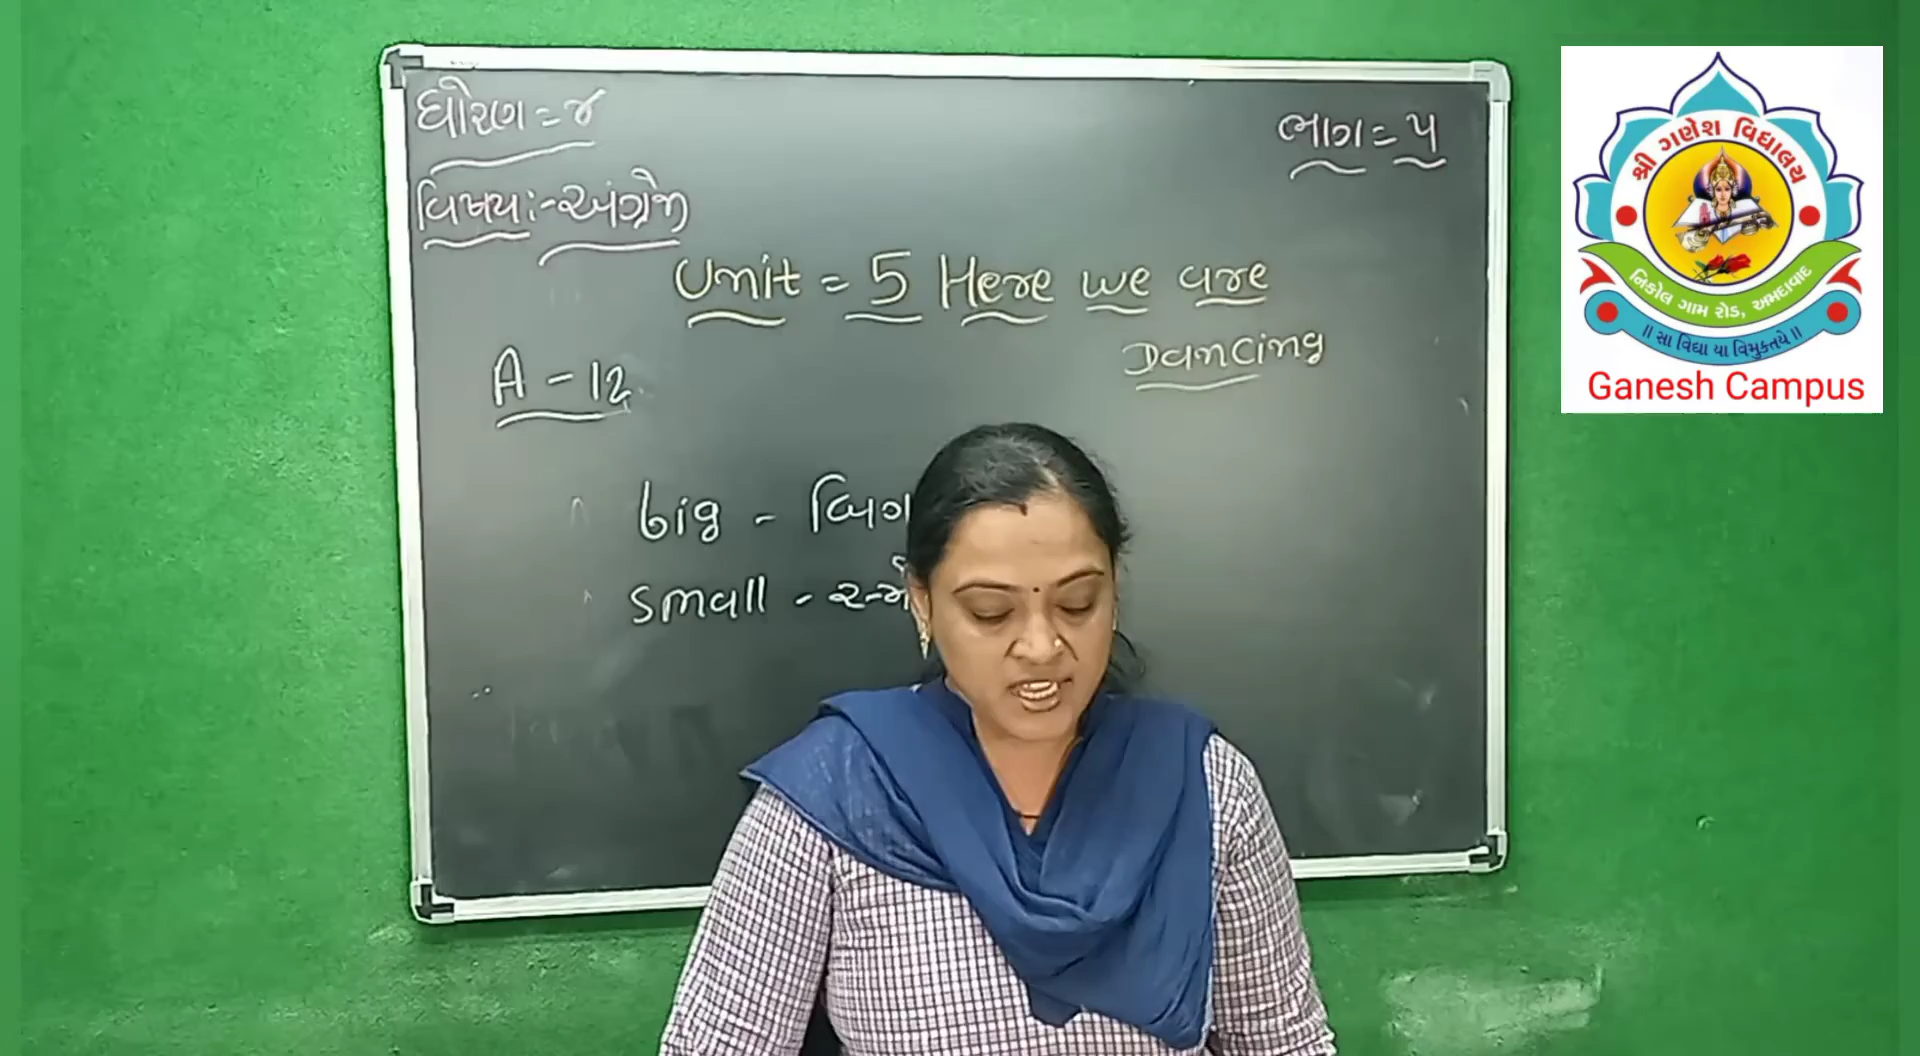 ધોરણ = ૪
ભાગ = ૫
વિષય :- અંગ્રેજી
Unit = 5 Here we are
Dancing
A - 12
big - બિગ
small -
શ્રી ગણેશ વિદ્યાલય
નિકોલ ગામ રોડ, અમદાવાદ
॥ સા વિદ્યા યા વિમુક્તયે ॥
Ganesh Campus